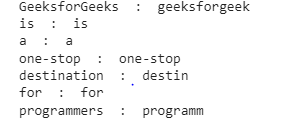 GeeksforGeeks  :  geeksforgeek
is  :  is
a  :  a
one-stop  :  one-stop
destination  :  destin
for  :  for
programmers  :  programm